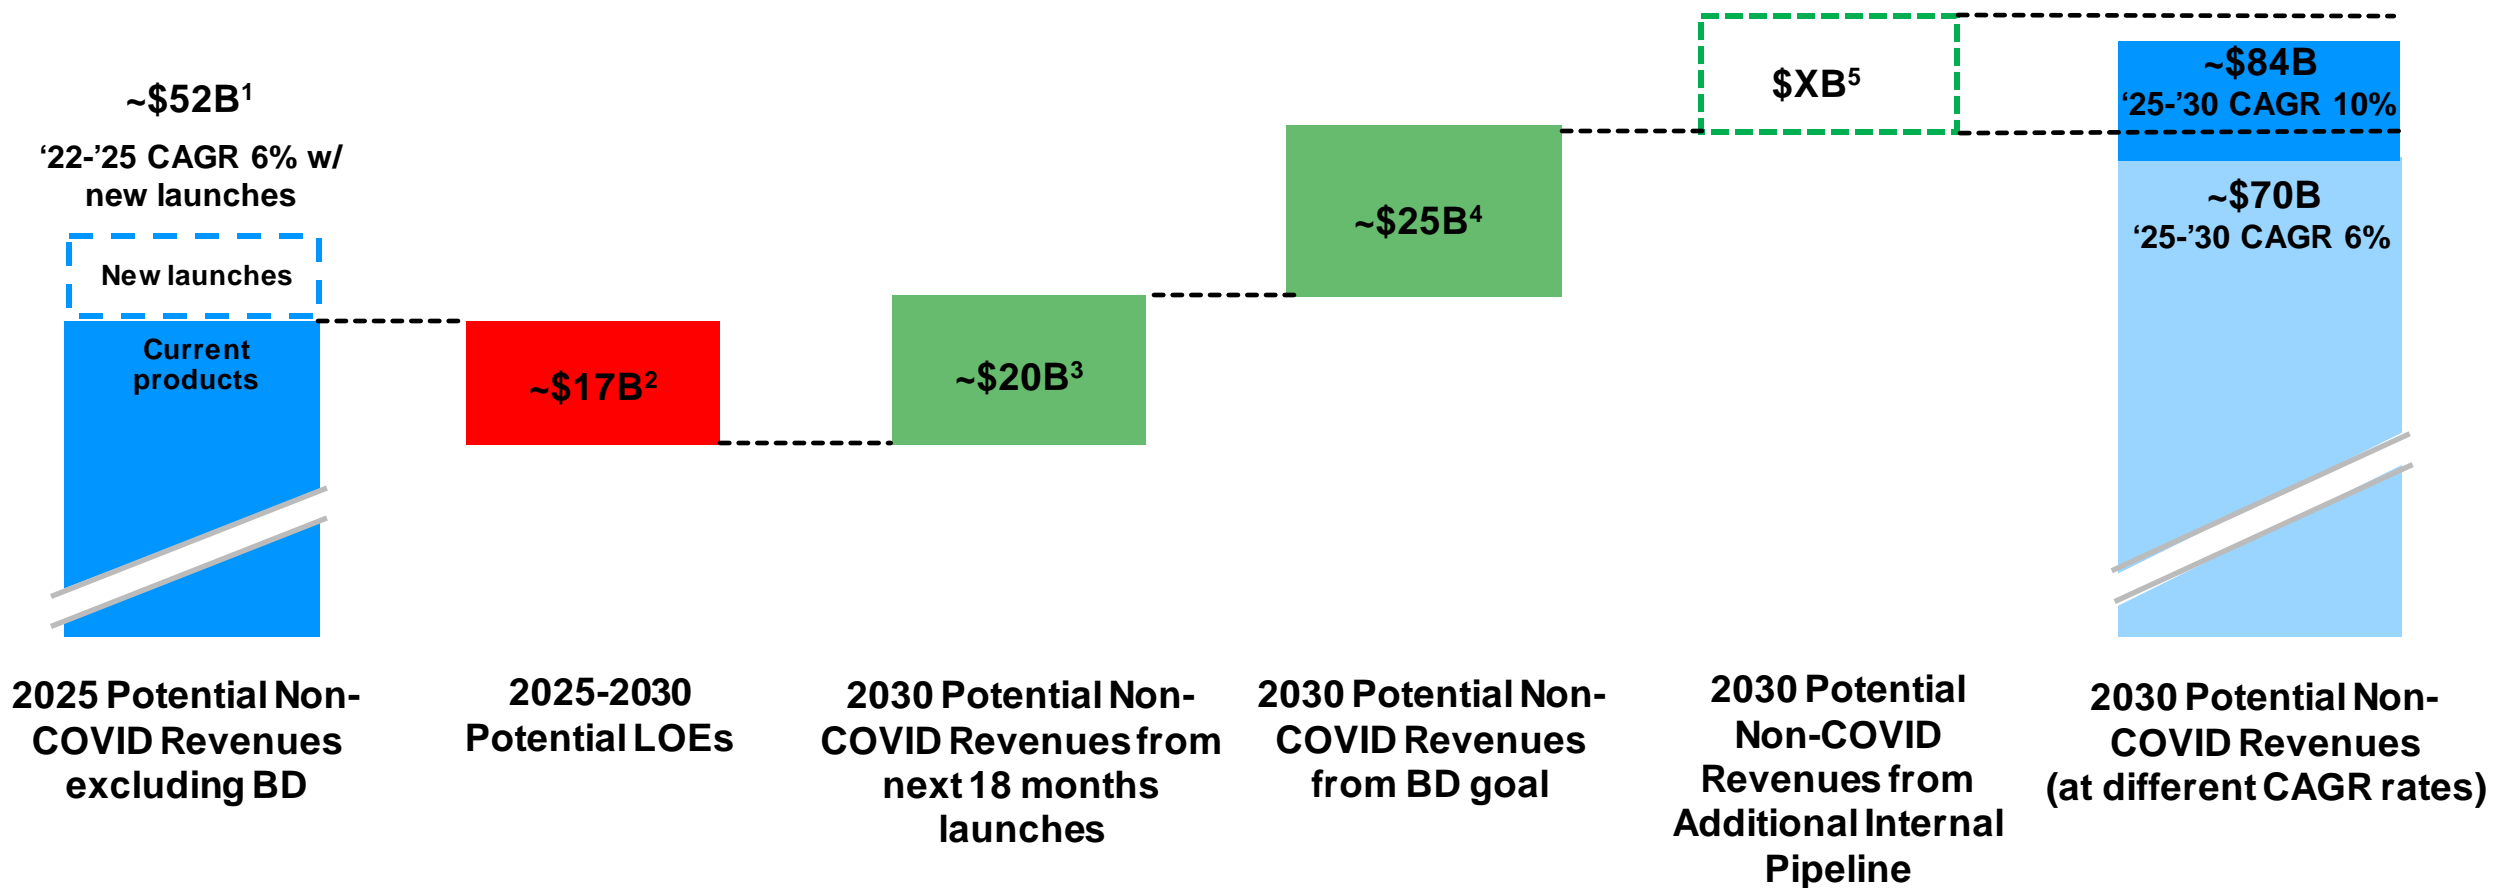 ~$52B¹
‘22-’25 CAGR 6% w/
new launches
New launches
Current
products
~$17B²
~$20B³
~$25B⁴
$XB⁵
~$84B
‘25-’30 CAGR 10%
~$70B
‘25-’30 CAGR 6%
2025 Potential Non-
COVID Revenues
excluding BD
2025-2030
Potential LOEs
2030 Potential Non-
COVID Revenues from
next 18 months
launches
2030 Potential Non-
COVID Revenues
from BD goal
2030 Potential
Non-COVID
Revenues from
Additional Internal
Pipeline
2030 Potential Non-
COVID Revenues
(at different CAGR rates)